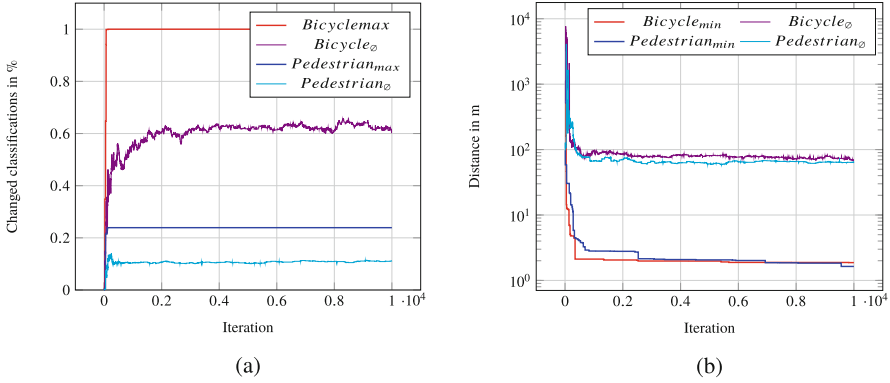 Bicyclemax
Bicycle∅
Pedestrianmax
Pedestrian∅
1
0.8
0.6
0.4
0.2
0
0 0.2 0.4 0.6 0.8 1 ·10⁴
Changed classifications in %
Iteration
(a)
Bicyclemin Bicycle∅
Pedestrianmin Pedestrian∅
10⁴
10³
10²
10¹
10⁰
0 0.2 0.4 0.6 0.8 1 ·10⁴
Distance in m
Iteration
(b)